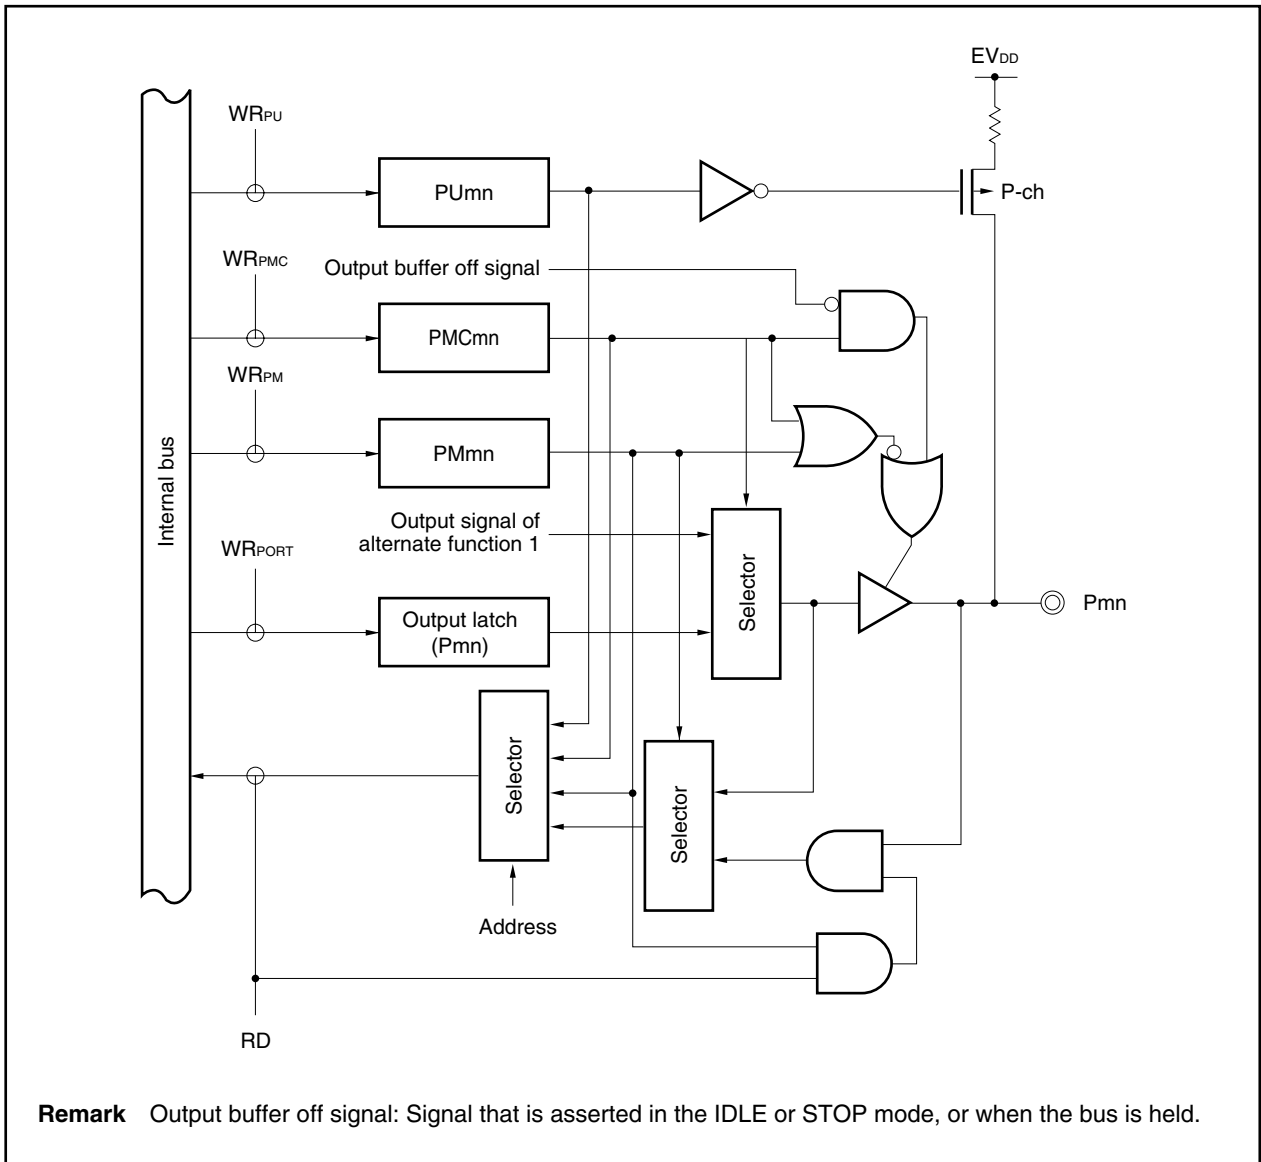 EVDD
WRPU
PUmn
P-ch
WRPMC
Output buffer off signal
PMCmn
WRPM
PMmn
Internal bus
Output signal of
alternate function 1
WRPORT
Selector
Output latch
(Pmn)
Pmn
Selector
Selector
Address
RD
Remark Output buffer off signal: Signal that is asserted in the IDLE or STOP mode, or when the bus is held.